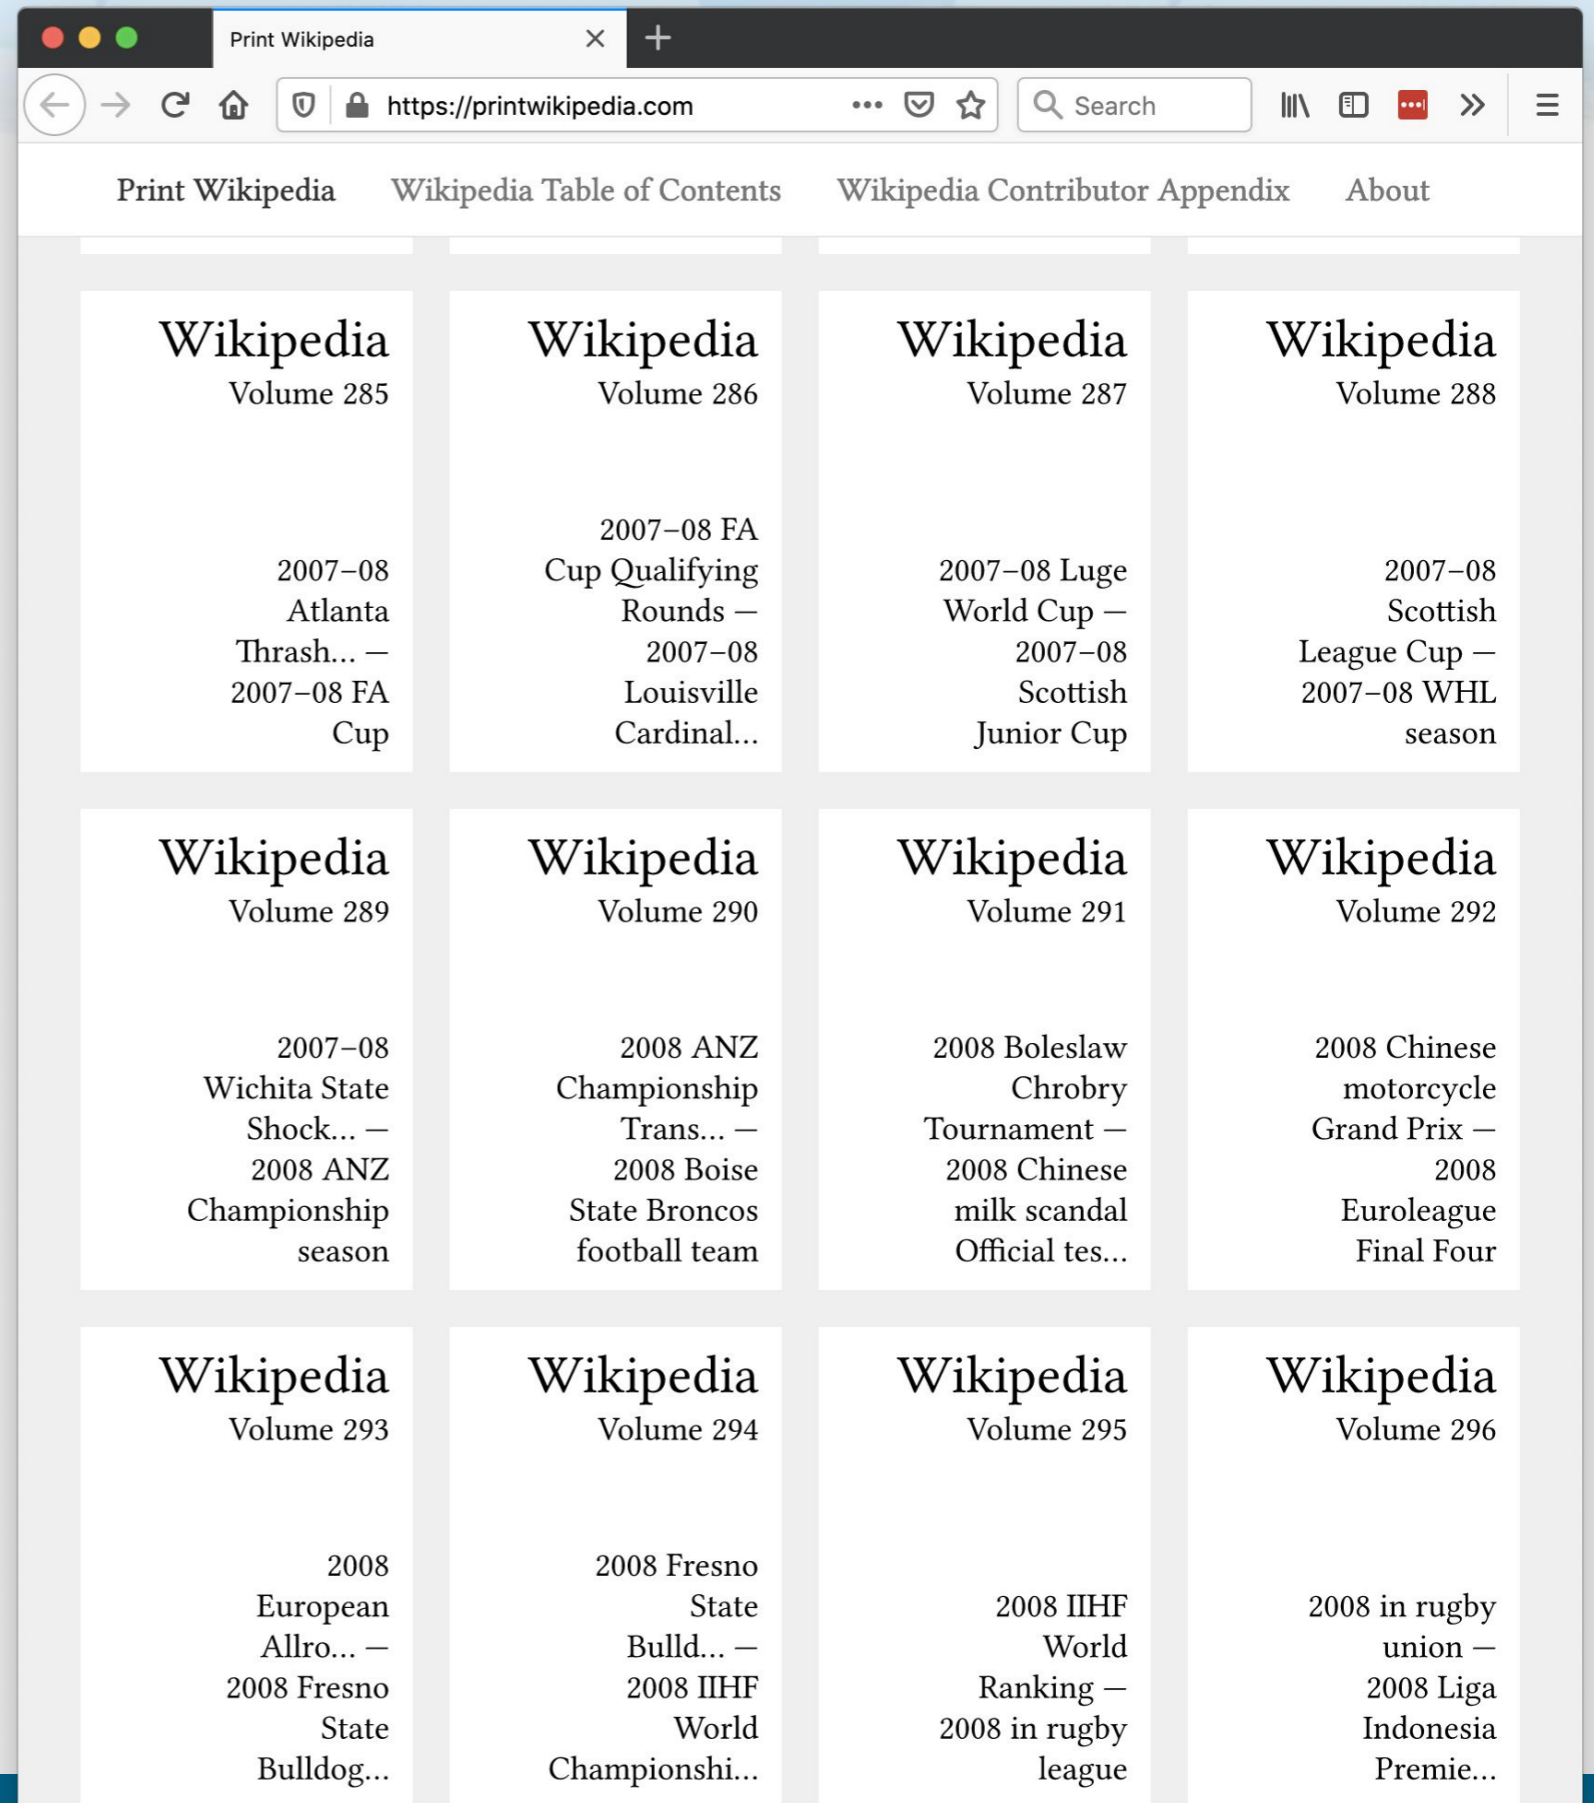 Print Wikipedia
https://printwikipedia.com
Search
Print Wikipedia
Wikipedia Table of Contents
Wikipedia Contributor Appendix
About
Wikipedia
Volume 285
2007–08
Atlanta
Thrash... —
2007–08 FA
Cup
Wikipedia
Volume 286
2007–08 FA
Cup Qualifying
Rounds —
2007–08
Louisville
Cardinal...
Wikipedia
Volume 287
2007–08 Luge
World Cup —
2007–08
Scottish
Junior Cup
Wikipedia
Volume 288
2007–08
Scottish
League Cup —
2007–08 WHL
season
Wikipedia
Volume 289
2007–08
Wichita State
Shock... —
2008 ANZ
Championship
season
Wikipedia
Volume 290
2008 ANZ
Championship
Trans... —
2008 Boise
State Broncos
football team
Wikipedia
Volume 291
2008 Boleslaw
Chrobry
Tournament —
2008 Chinese
milk scandal
Official tes...
Wikipedia
Volume 292
2008 Chinese
motorcycle
Grand Prix —
2008
Euroleague
Final Four
Wikipedia
Volume 293
2008
European
Allro... —
2008 Fresno
State
Bulldog...
Wikipedia
Volume 294
2008 Fresno
State
Bulld... —
2008 IIHF
World
Championshi...
Wikipedia
Volume 295
2008 IIHF
World
Ranking —
2008 in rugby
league
Wikipedia
Volume 296
2008 in rugby
union —
2008 Liga
Indonesia
Premie...